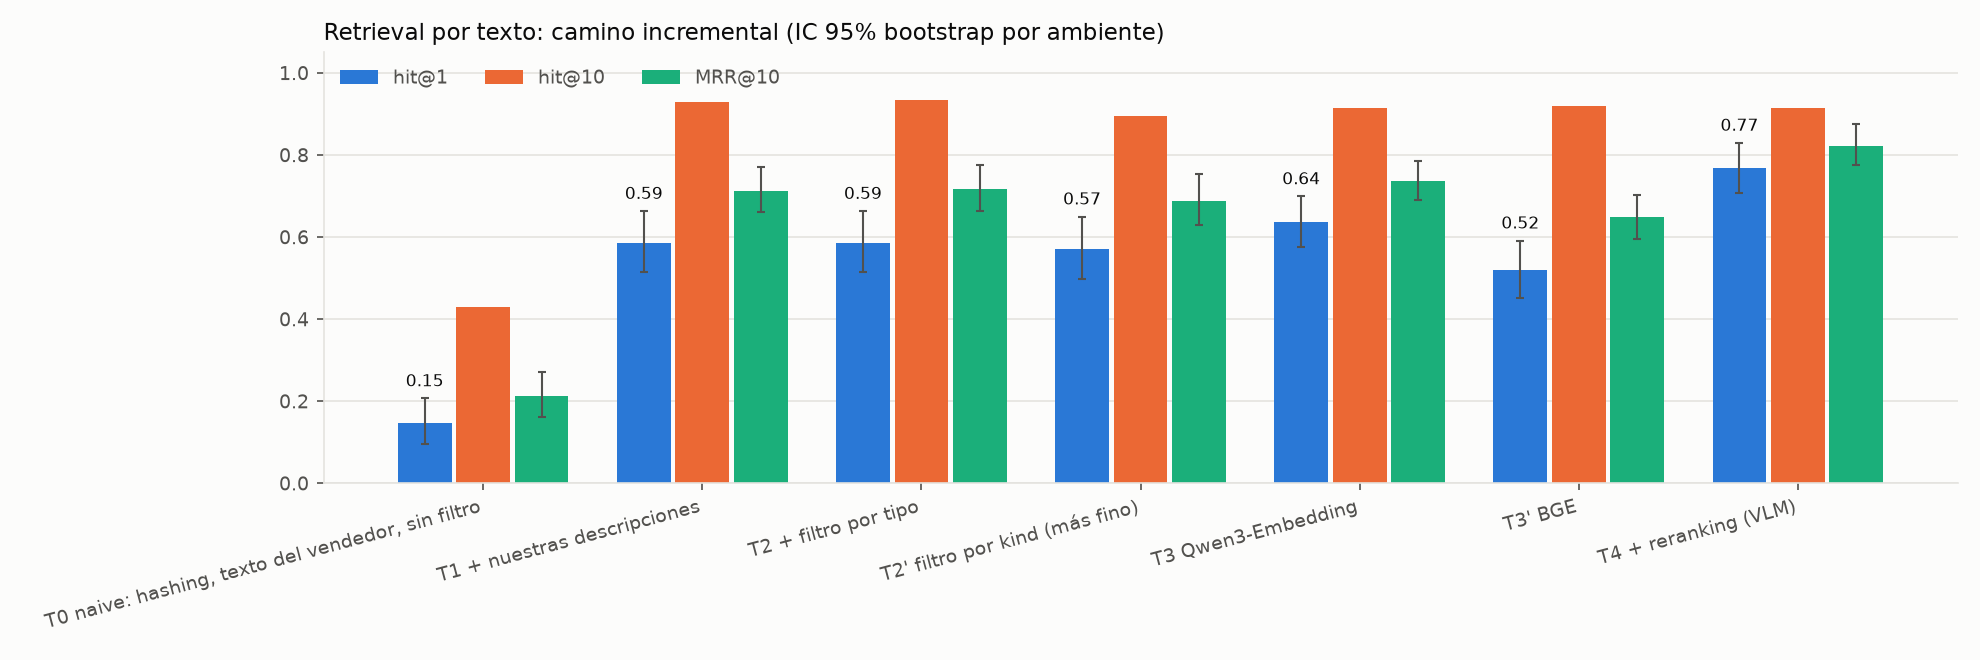 Retrieval por texto: camino incremental (IC 95% bootstrap por ambiente)
hit@1
hit@10
MRR@10
1.0
0.8
0.6
0.4
0.2
0.0
0.15
0.59
0.59
0.57
0.64
0.52
0.77
T0 naive: hashing, texto del vendedor, sin filtro
T1 + nuestras descripciones
T2 + filtro por tipo
T2' filtro por kind (más fino)
T3 Qwen3-Embedding
T3' BGE
T4 + reranking (VLM)